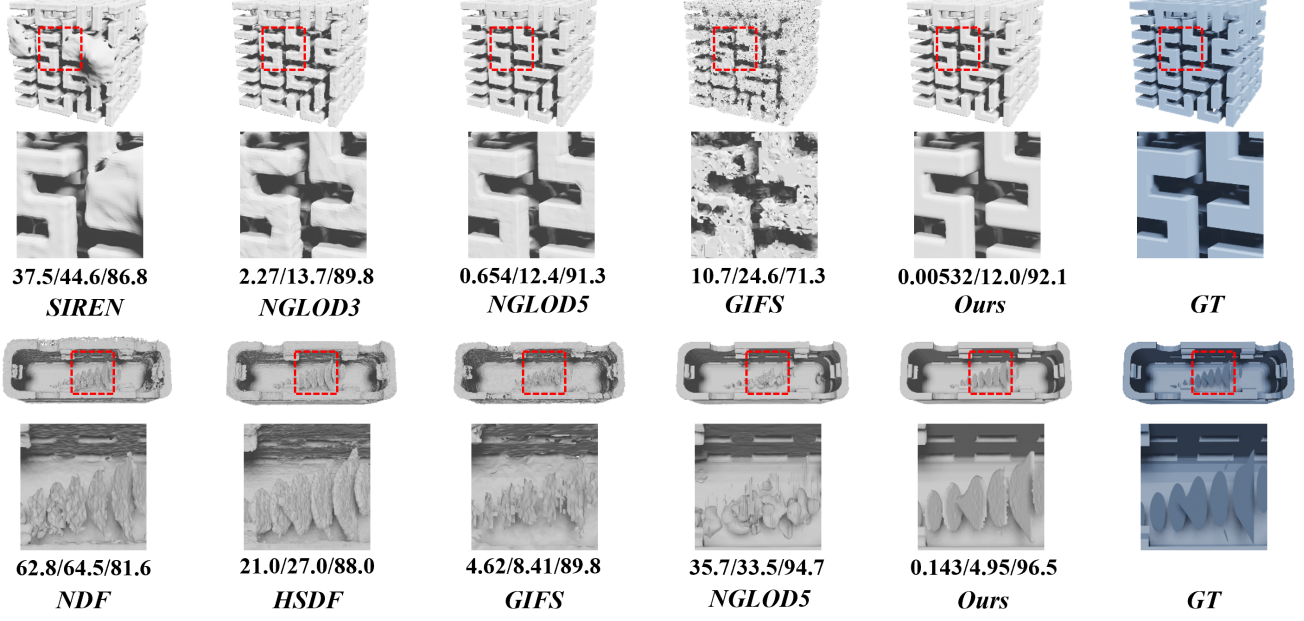 37.5/44.6/86.8 2.27/13.7/89.8 0.654/12.4/91.3 10.7/24.6/71.3 0.00532/12.0/92.1
SIREN NGLOD3 NGLOD5 GIFS Ours GT
62.8/64.5/81.6 21.0/27.0/88.0 4.62/8.41/89.8 35.7/33.5/94.7 0.143/4.95/96.5
NDF HSDF GIFS NGLOD5 Ours GT